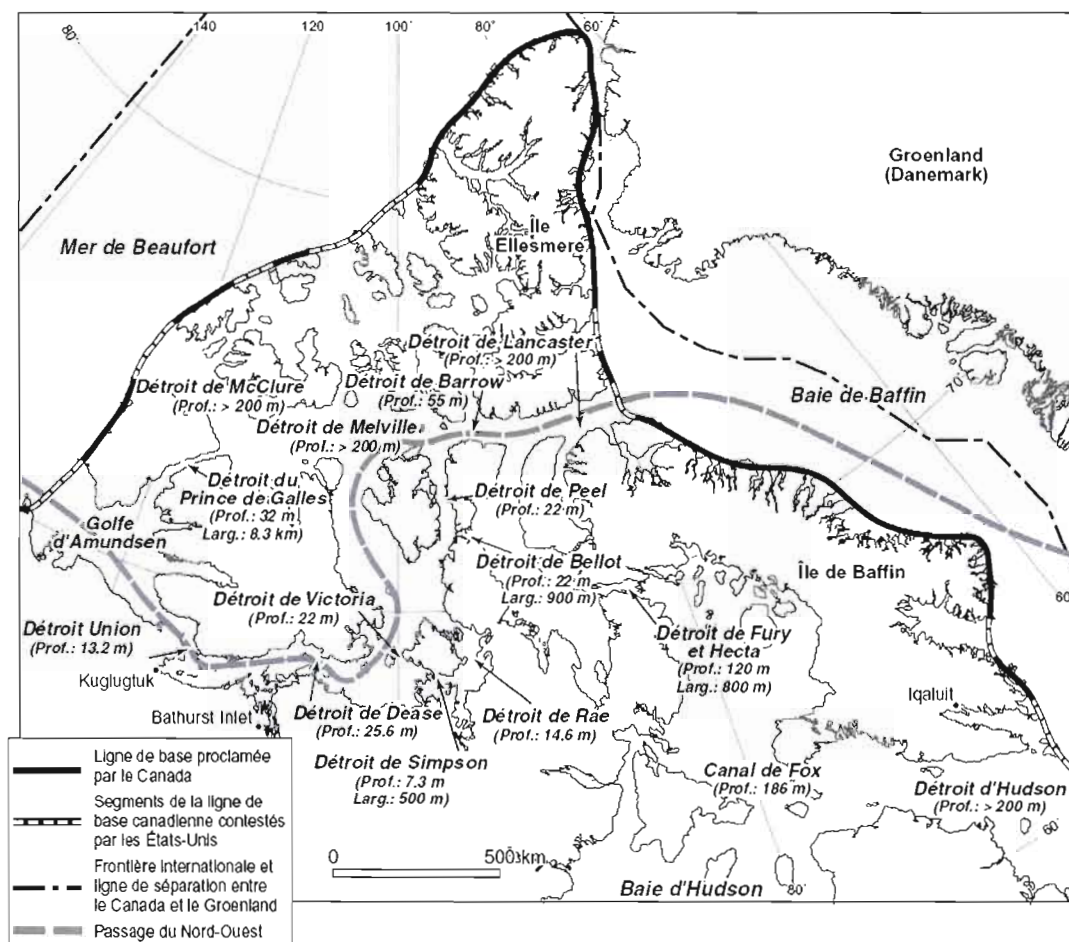 80°
140
120
100
80°
60°
Groenland
(Danemark)
Île
Ellesmere
Mer de Beaufort
Détroit de Lancaster
(Prof.: > 200 m)
Détroit de McClure
(Prof.: > 200 m)
Détroit de Barrow
(Prof.: 55 m)
Baie de Baffin
70°
Détroit de Melville
(Prof.: > 200 m)
Détroit du
Prince de Galles
(Prof.: 32 m
Larg.: 8.3 km)
Détroit de Peel
(Prof.: 22 m)
Golfe
d'Amundsen
Détroit de Bellot
(Prof.: 22 m
Larg.: 900 m)
Île de Baffin
60°
Détroit de Victoria
(Prof.: 22 m)
Détroit Union
(Prof.: 13.2 m)
Détroit de Fury
et Hecta
(Prof.: 120 m
Larg.: 800 m)
Kuglugtuk
Iqaluit
Bathurst Inlet
Détroit de Dease
(Prof.: 25.6 m)
Détroit de Rae
(Prof.: 14.6 m)
Détroit de Simpson
(Prof.: 7.3 m
Larg.: 500 m)
Canal de Fox
(Prof.: 186 m)
Détroit d'Hudson
(Prof.: > 200 m)
60°
0
500 km
Baie d'Hudson
80°
Ligne de base proclamée
par le Canada
Segments de la ligne de
base canadienne contestés
par les États-Unis
Frontière internationale et
ligne de séparation entre
le Canada et le Groenland
Passage du Nord-Ouest